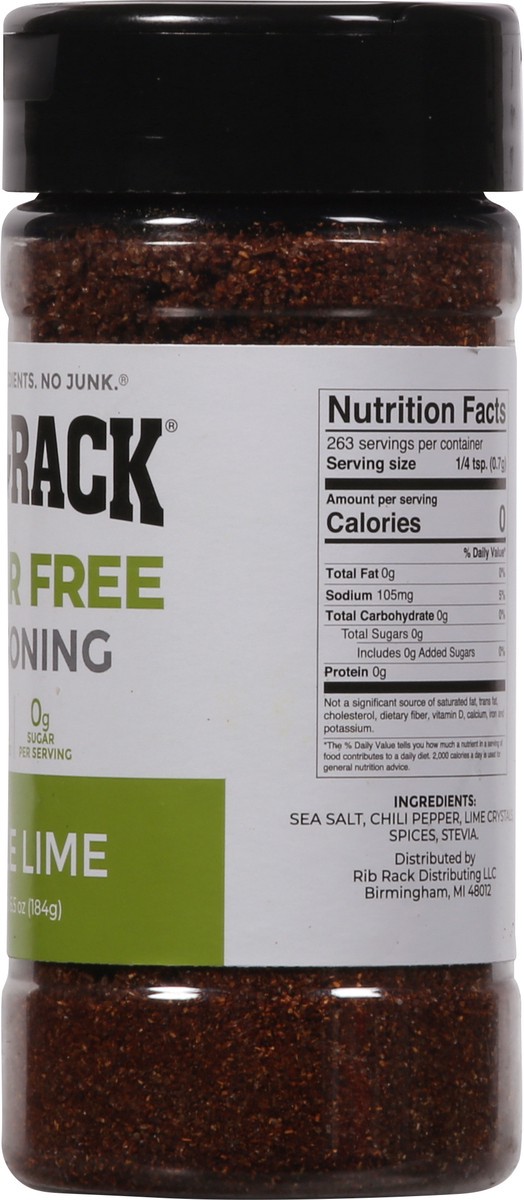 IENTS. NO JUNK.®
RACK®
R FREE
ONING
0g
SUGAR
PER SERVING
E LIME
5.5 oz (184g)
Nutrition Facts
263 servings per container
Serving size 1/4 tsp. (0.7g)
Amount per serving
Calories 0
% Daily Value*
Total Fat 0g 0%
Sodium 105mg 5%
Total Carbohydrate 0g 0%
Total Sugars 0g
Includes 0g Added Sugars 0%
Protein 0g
Not a significant source of saturated fat, trans fat,
cholesterol, dietary fiber, vitamin D, calcium, iron and
potassium.
*The % Daily Value tells you how much a nutrient in a serving of
food contributes to a daily diet. 2,000 calories a day is used for
general nutrition advice.
INGREDIENTS:
SEA SALT, CHILI PEPPER, LIME CRYSTALS,
SPICES, STEVIA.
Distributed by
Rib Rack Distributing LLC
Birmingham, MI 48012